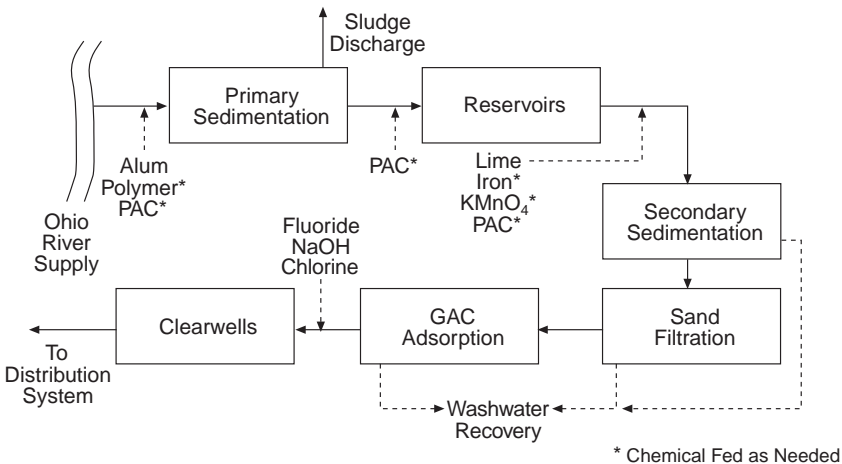 Sludge
Discharge
Primary
Sedimentation
Reservoirs
Alum
Polymer*
PAC*
PAC*
Lime
Iron*
KMnO4*
PAC*
Ohio
River
Supply
Secondary
Sedimentation
Fluoride
NaOH
Chlorine
Clearwells
GAC
Adsorption
Sand
Filtration
To
Distribution
System
Washwater
Recovery
* Chemical Fed as Needed